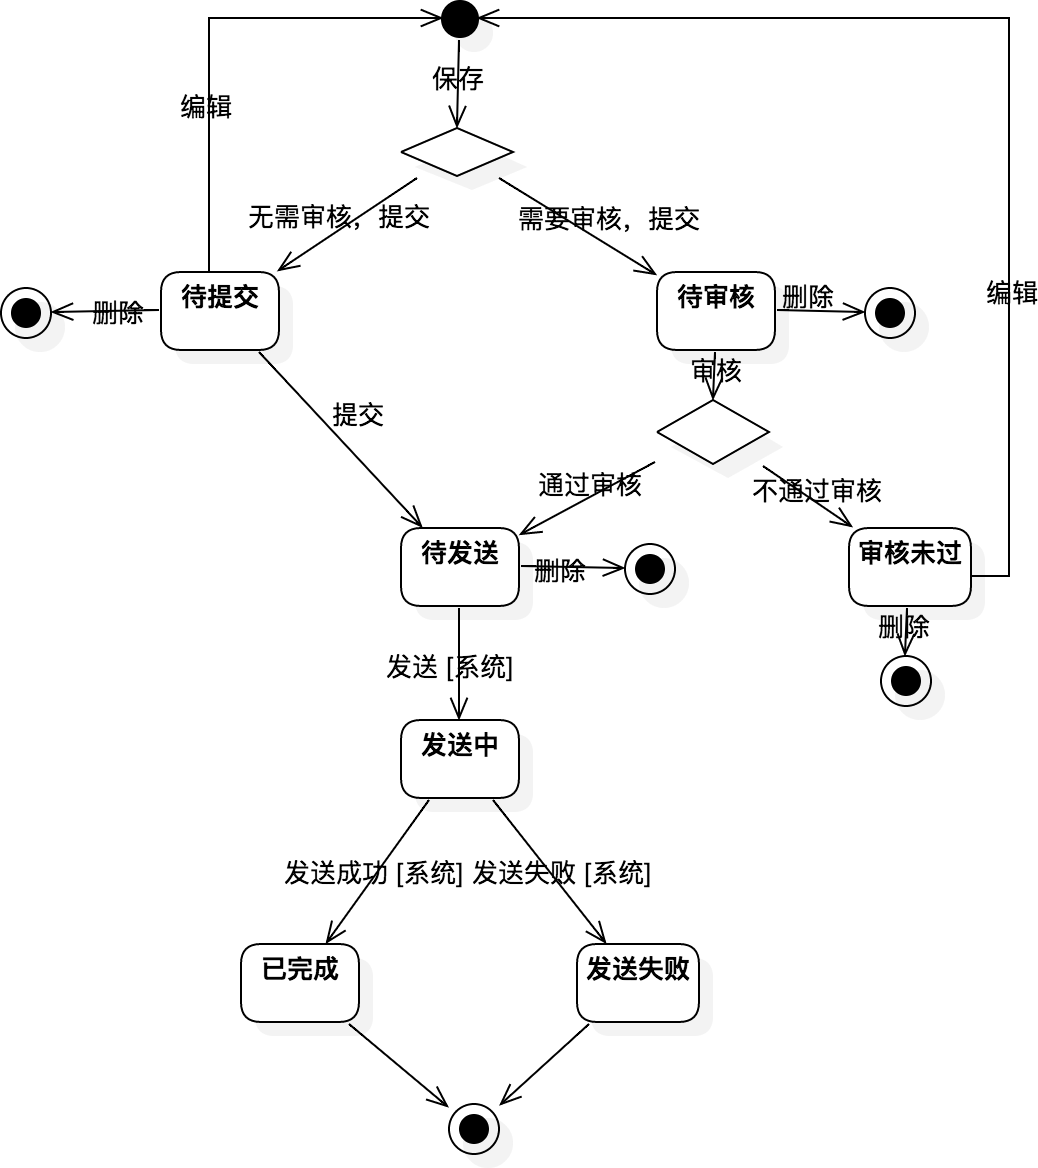 保存
编辑
无需审核，提交
需要审核，提交
待提交
待审核
删除
删除
编辑
审核
提交
通过审核
不通过审核
待发送
审核未过
删除
删除
发送 [系统]
发送中
发送成功 [系统]
发送失败 [系统]
已完成
发送失败